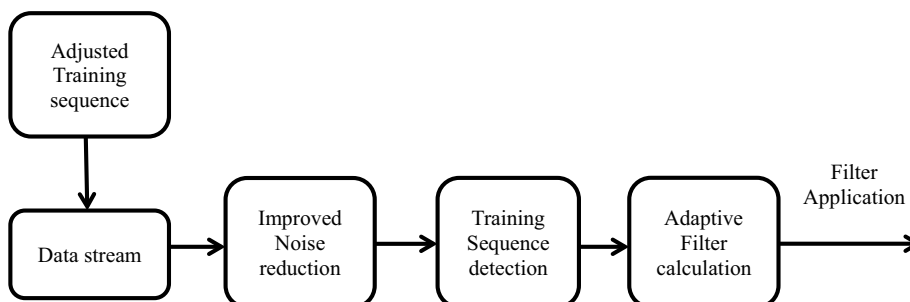 Adjusted
Training
sequence
Data stream
Improved
Noise
reduction
Training
Sequence
detection
Adaptive
Filter
calculation
Filter
Application